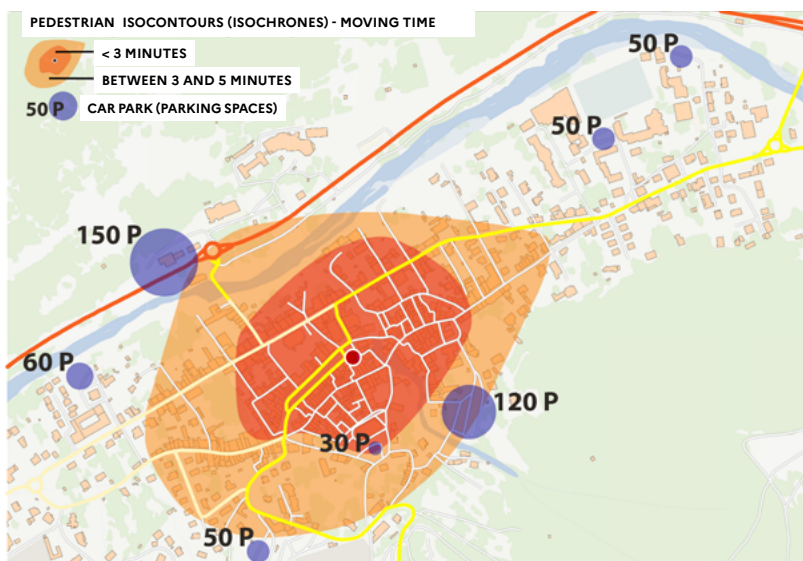 PEDESTRIAN ISOCONTOURS (ISOCHRONES) - MOVING TIME
< 3 MINUTES
BETWEEN 3 AND 5 MINUTES
50 P
CAR PARK (PARKING SPACES)
50 P
50 P
150 P
60 P
120 P
30 P
50 P